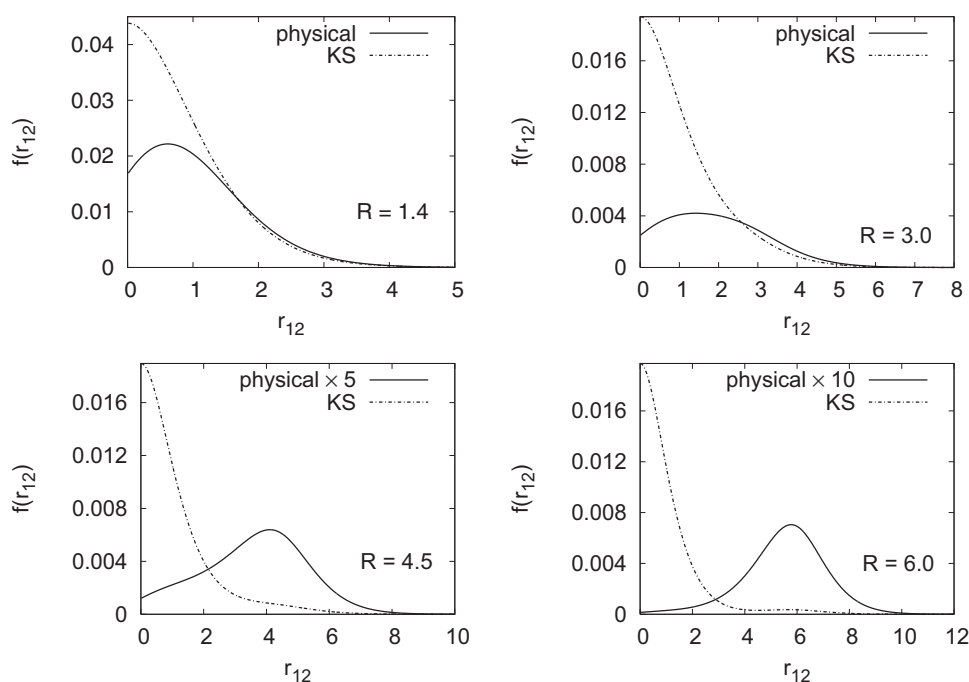 physical
KS
0.04
0.03
0.02
0.01
0
f(r12)
R = 1.4
0 1 2 3 4 5
r12
physical
KS
0.016
0.012
0.008
0.004
0
f(r12)
R = 3.0
0 1 2 3 4 5 6 7 8
r12
physical × 5
KS
0.016
0.012
0.008
0.004
0
f(r12)
R = 4.5
0 2 4 6 8 10
r12
physical × 10
KS
0.016
0.012
0.008
0.004
0
f(r12)
R = 6.0
0 2 4 6 8 10 12
r12